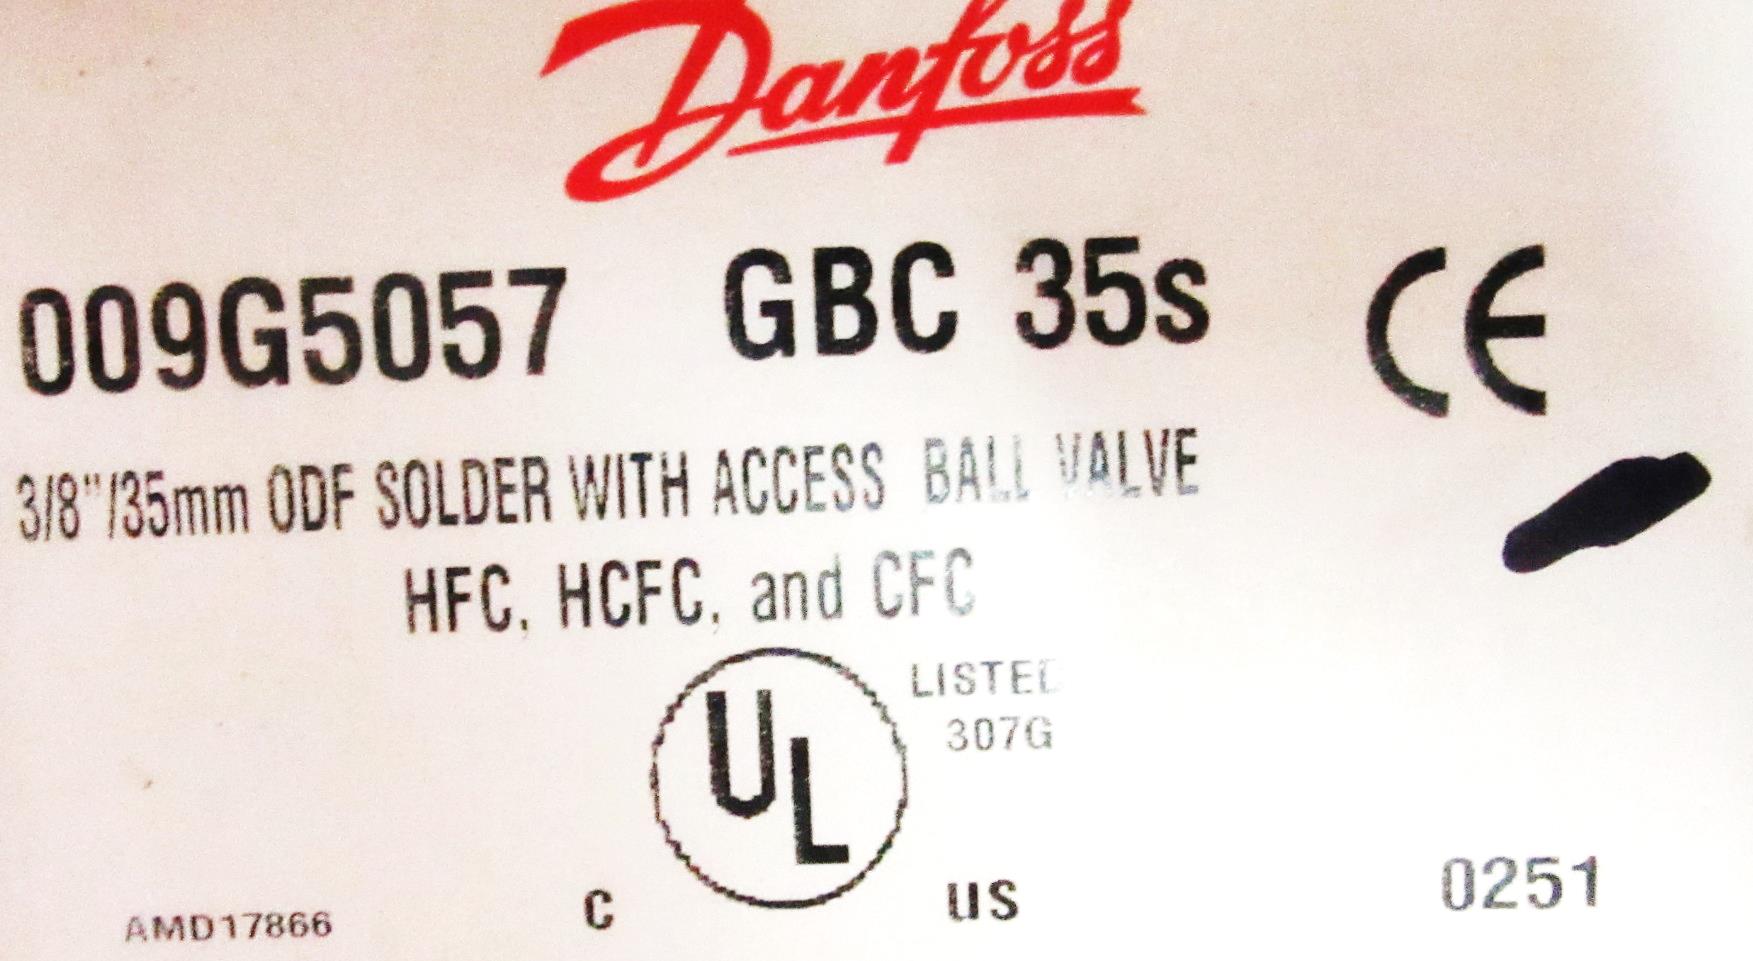 Danfoss
009G5057 GBC 35s CE
3/8"/35mm ODF SOLDER WITH ACCESS BALL VALVE
HFC, HCFC, and CFC
LISTED
307G
UL
C US
0251
AMD17866